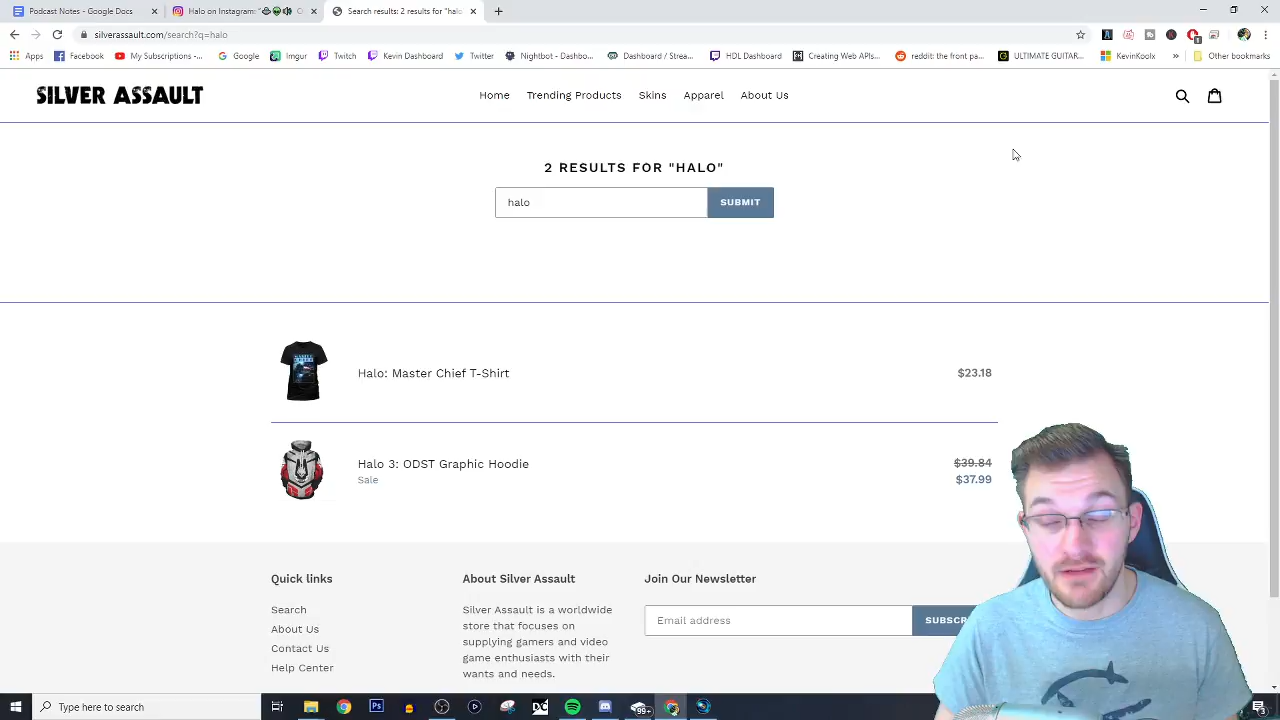 Podcast Notes - Google Docs
Halo on Instagram: "
Search: 2 results for "halo"
silverassault.com/search?q=halo
Apps
Facebook
My Subscriptions
Google
Imgur
Twitch
Kevin Dashboard
Twitter
Nightbot - Dashbo...
Dashboard / Strea...
HDL Dashboard
Creating Web APIs...
reddit: the front pa...
ULTIMATE GUITAR...
KevinKoolx
»
Other bookmarks
SILVER ASSAULT
Home
Trending Products
Skins
Apparel
About Us
2 RESULTS FOR "HALO"
halo
SUBMIT
Halo: Master Chief T-Shirt
$23.18
Halo 3: ODST Graphic Hoodie
Sale
$39.84
$37.99
Quick links
Search
About Us
Contact Us
Help Center
About Silver Assault
Silver Assault is a worldwide
store that focuses on
supplying gamers and video
game enthusiasts with their
wants and needs.
Join Our Newsletter
Email address
SUBSCR
Type here to search
99+